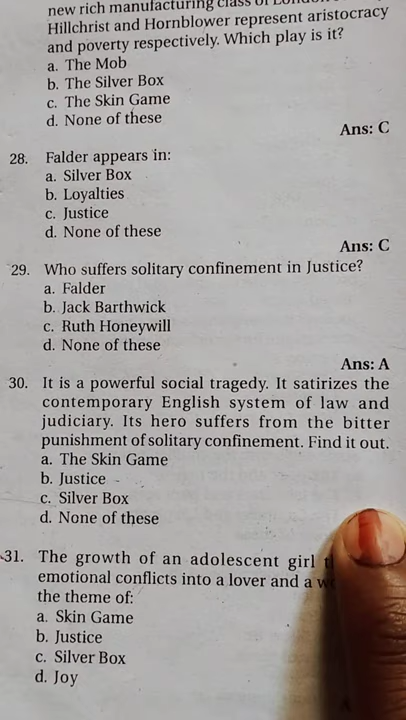 new rich manufacturing class of London
Hillchrist and Hornblower represent aristocracy
and poverty respectively. Which play is it?
a. The Mob
b. The Silver Box
c. The Skin Game
d. None of these
Ans: C
28. Falder appears in:
a. Silver Box
b. Loyalties
c. Justice
d. None of these
Ans: C
29. Who suffers solitary confinement in Justice?
a. Falder
b. Jack Barthwick
c. Ruth Honeywill
d. None of these
Ans: A
30. It is a powerful social tragedy. It satirizes the
contemporary English system of law and
judiciary. Its hero suffers from the bitter
punishment of solitary confinement. Find it out.
a. The Skin Game
b. Justice
c. Silver Box
d. None of these
31. The growth of an adolescent girl
emotional conflicts into a lover and a
the theme of:
a. Skin Game
b. Justice
c. Silver Box
d. Joy